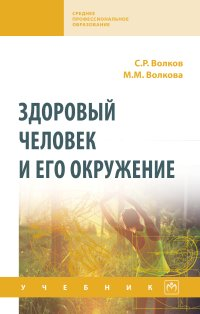 СРЕДНЕЕ
ПРОФЕССИОНАЛЬНОЕ
ОБРАЗОВАНИЕ
С.Р. Волков
М.М. Волкова
ЗДОРОВЫЙ
ЧЕЛОВЕК
И ЕГО ОКРУЖЕНИЕ
УЧЕБНИК